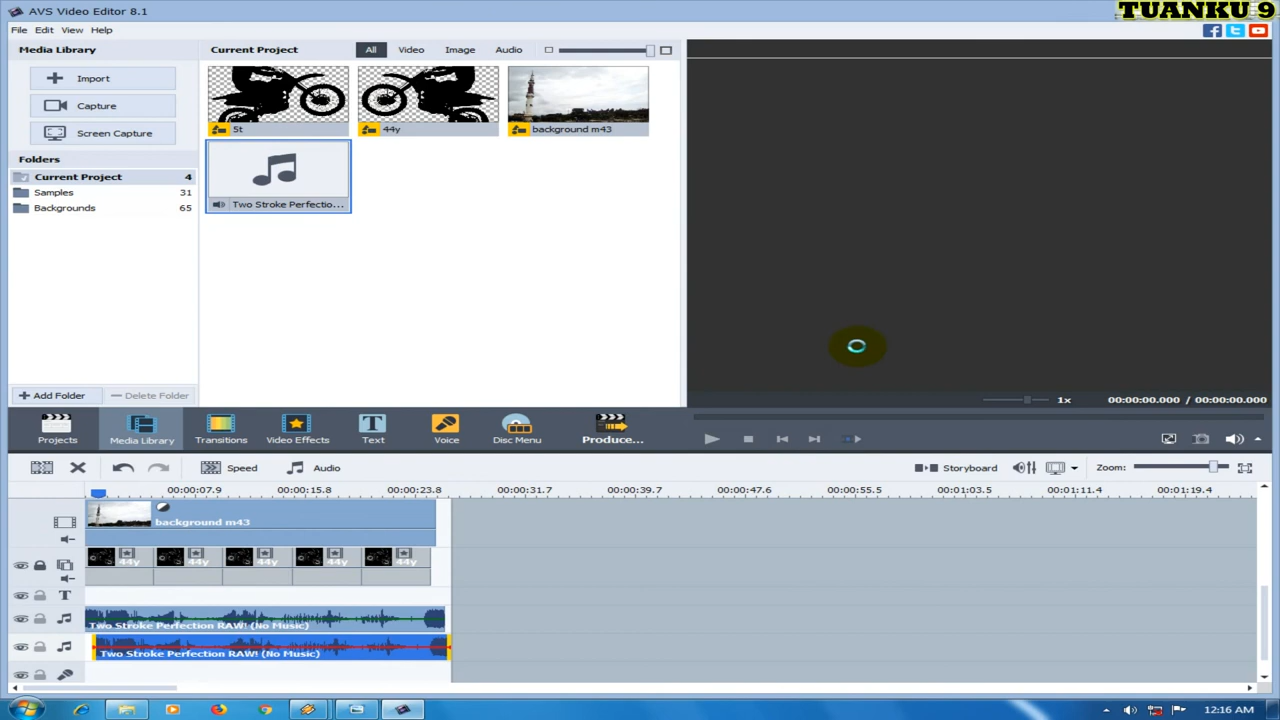 AVS Video Editor 8.1
TUANKU 9
File Edit View Help
Media Library
Current Project
All Video Image Audio
Import
Capture
Screen Capture
5t
44y
background m43
Folders
Current Project 4
Samples 31
Backgrounds 65
Two Stroke Perfectio...
Add Folder
Delete Folder
1x
00:00:00.000 / 00:00:00.000
Projects
Media Library
Transitions
Video Effects
Text
Voice
Disc Menu
Produce...
Speed
Audio
Storyboard
Zoom:
00:00:07.9 00:00:15.8 00:00:23.8 00:00:31.7 00:00:39.7 00:00:47.6 00:00:55.5 00:01:03.5 00:01:11.4 00:01:19.4
background m43
44y 44y 44y 44y 44y
T
Two Stroke Perfection RAW! (No Music)
Two Stroke Perfection RAW! (No Music)
12:16 AM